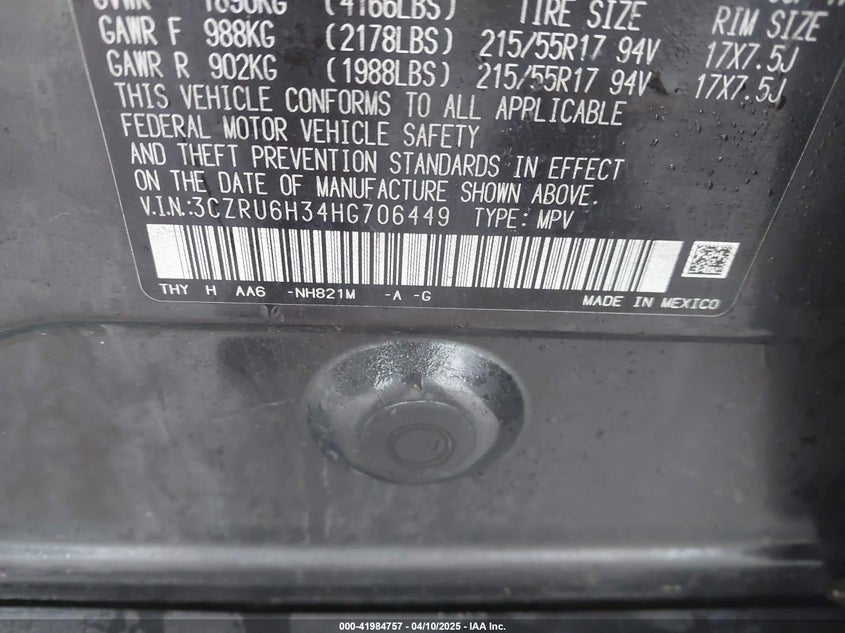 GVWR 1890KG (4166LBS) TIRE SIZE RIM SIZE
GAWR F 988KG (2178LBS) 215/55R17 94V 17X7.5J
GAWR R 902KG (1988LBS) 215/55R17 94V 17X7.5J
THIS VEHICLE CONFORMS TO ALL APPLICABLE
FEDERAL MOTOR VEHICLE SAFETY
AND THEFT PREVENTION STANDARDS IN EFFECT
ON THE DATE OF MANUFACTURE SHOWN ABOVE.
V.I.N.:3CZRU6H34HG706449 TYPE: MPV
THY H AA6 -NH821M -A -G MADE IN MEXICO
000-41984757 - 04/10/2025 - IAA Inc.